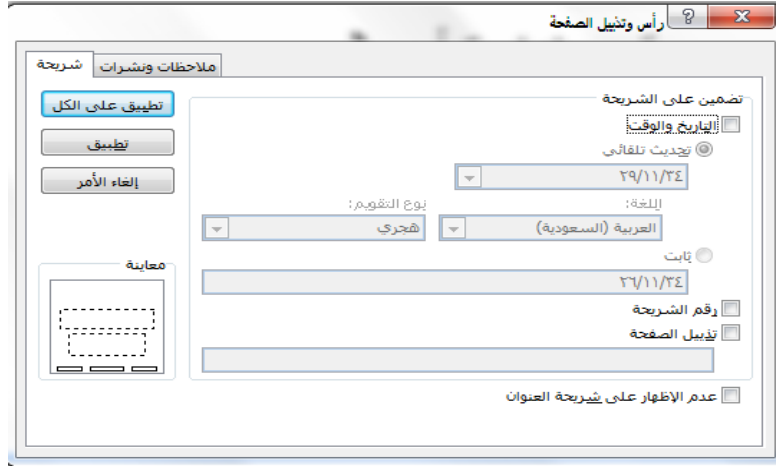 رأس وتذييل الصفحة
شريحة
ملاحظات ونشرات
تضمين على الشريحة
التاريخ والوقت
تحديث تلقائي
٢٩/١١/٣٤
اللغة:
نوع التقويم:
العربية (السعودية)
هجري
ثابت
٢٦/١١/٣٤
رقم الشريحة
تذييل الصفحة
عدم الإظهار على شريحة العنوان
تطبيق على الكل
تطبيق
إلغاء الأمر
معاينة